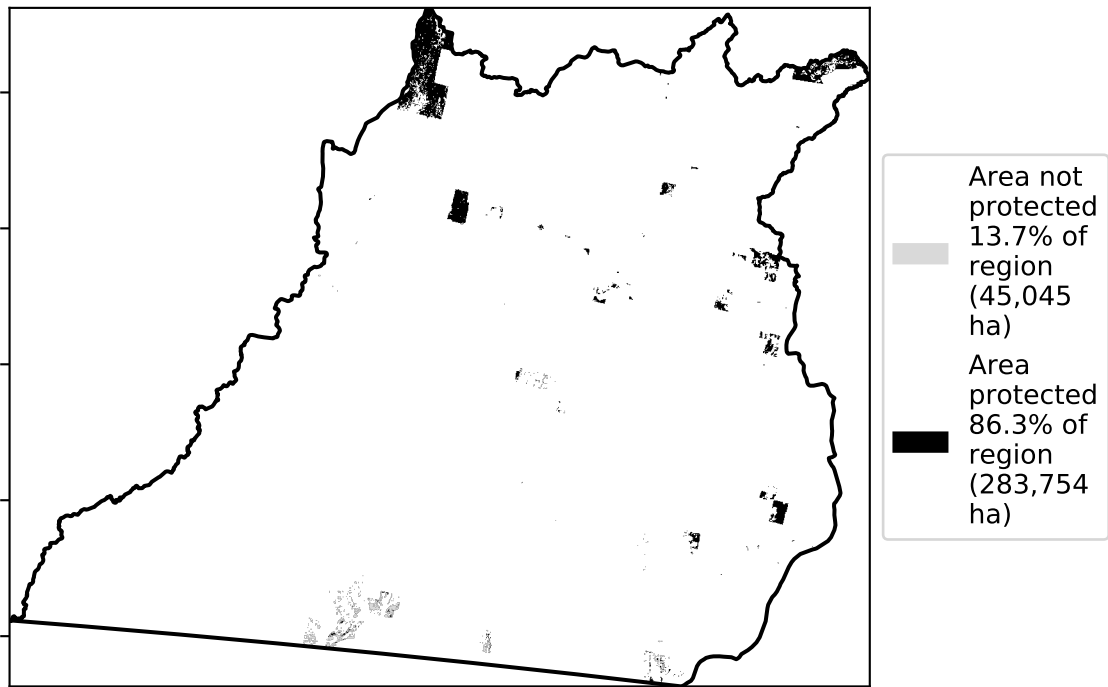 Area not
protected
13.7% of
region
(45,045
ha)
Area
protected
86.3% of
region
(283,754
ha)